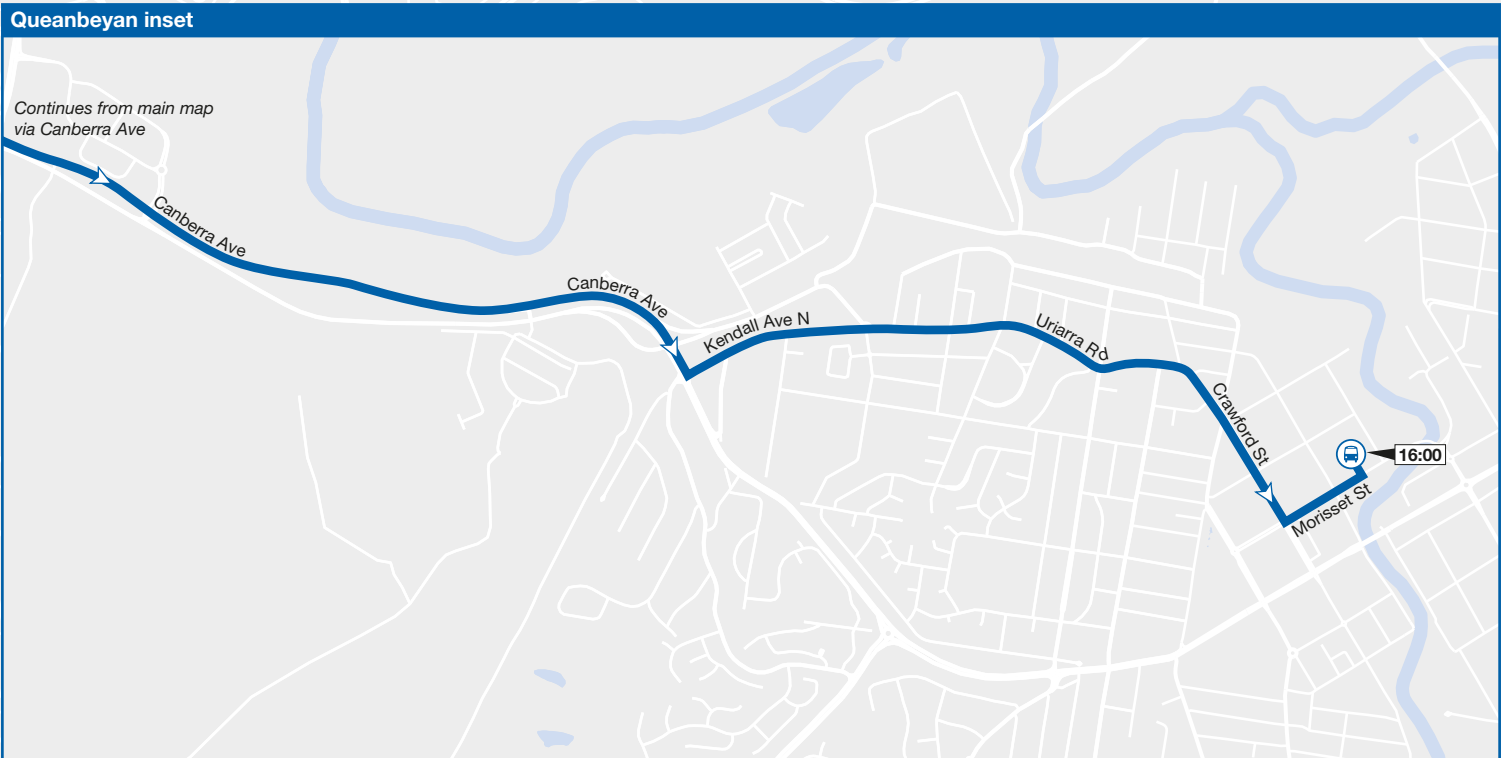 Queanbeyan inset
Continues from main map
via Canberra Ave
Canberra Ave
Canberra Ave
Kendall Ave N
Uriarra Rd
Crawford St
16:00
Morisset St